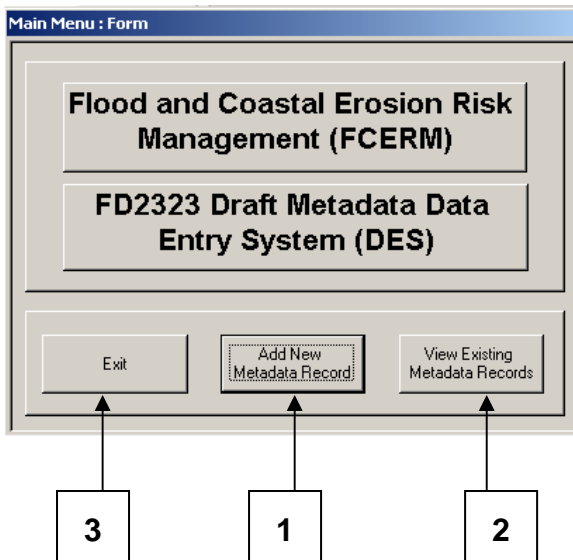 Main Menu : Form
Flood and Coastal Erosion Risk
Management (FCERM)
FD2323 Draft Metadata Data
Entry System (DES)
Exit
Add New
Metadata Record
View Existing
Metadata Records
3
1
2